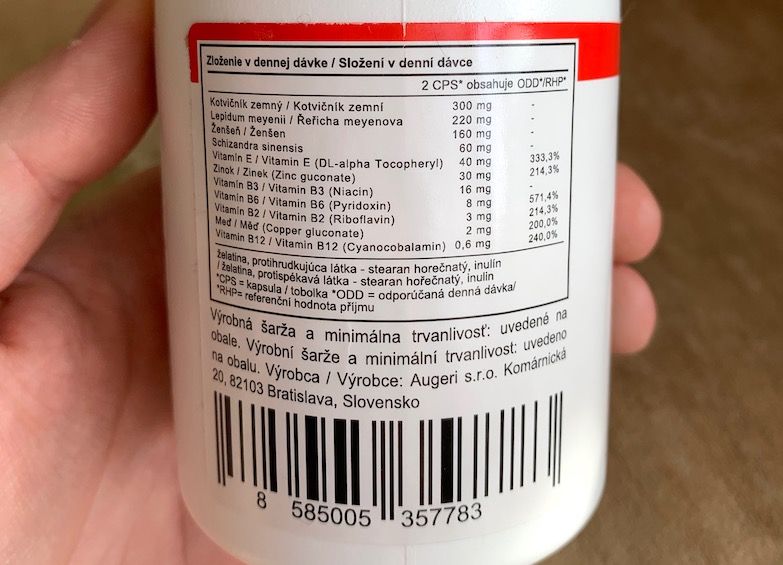 Zloženie v dennej dávke / Složení v denní dávce
2 CPS* obsahuje ODD*/RHP*
Kotvičník zemný / Kotvičník zemní 300 mg -
Lepidum meyenii / Řeřicha meyenova 220 mg -
Ženšeň / Ženšen 160 mg -
Schizandra sinensis 60 mg -
Vitamín E / Vitamin E (DL-alpha Tocopheryl) 40 mg 333,3%
Zinok / Zinek (Zinc guconate) 30 mg 214,3%
Vitamín B3 / Vitamin B3 (Niacin) 16 mg -
Vitamín B6 / Vitamin B6 (Pyridoxin) 8 mg 571,4%
Vitamín B2 / Vitamin B2 (Riboflavin) 3 mg 214,3%
Meď / Měď (Copper gluconate) 2 mg 200,0%
Vitamín B12 / Vitamin B12 (Cyanocobalamin) 0,6 mg 240,0%
želatina, protihrudkujúca látka - stearan horečnatý, inulín
/ želatina, protispékavá látka - stearan hořečnatý, inulín
*CPS = kapsula / tobolka *ODD = odporúčaná denná dávka/
*RHP= referenční hodnota příjmu
Výrobná šarža a minimálna trvanlivosť: uvedené na
obale. Výrobní šarže a minimální trvanlivost: uvedeno
na obalu. Výrobca / Výrobce: Augeri s.r.o. Komárnická
20, 82103 Bratislava, Slovensko
8 585005 357783